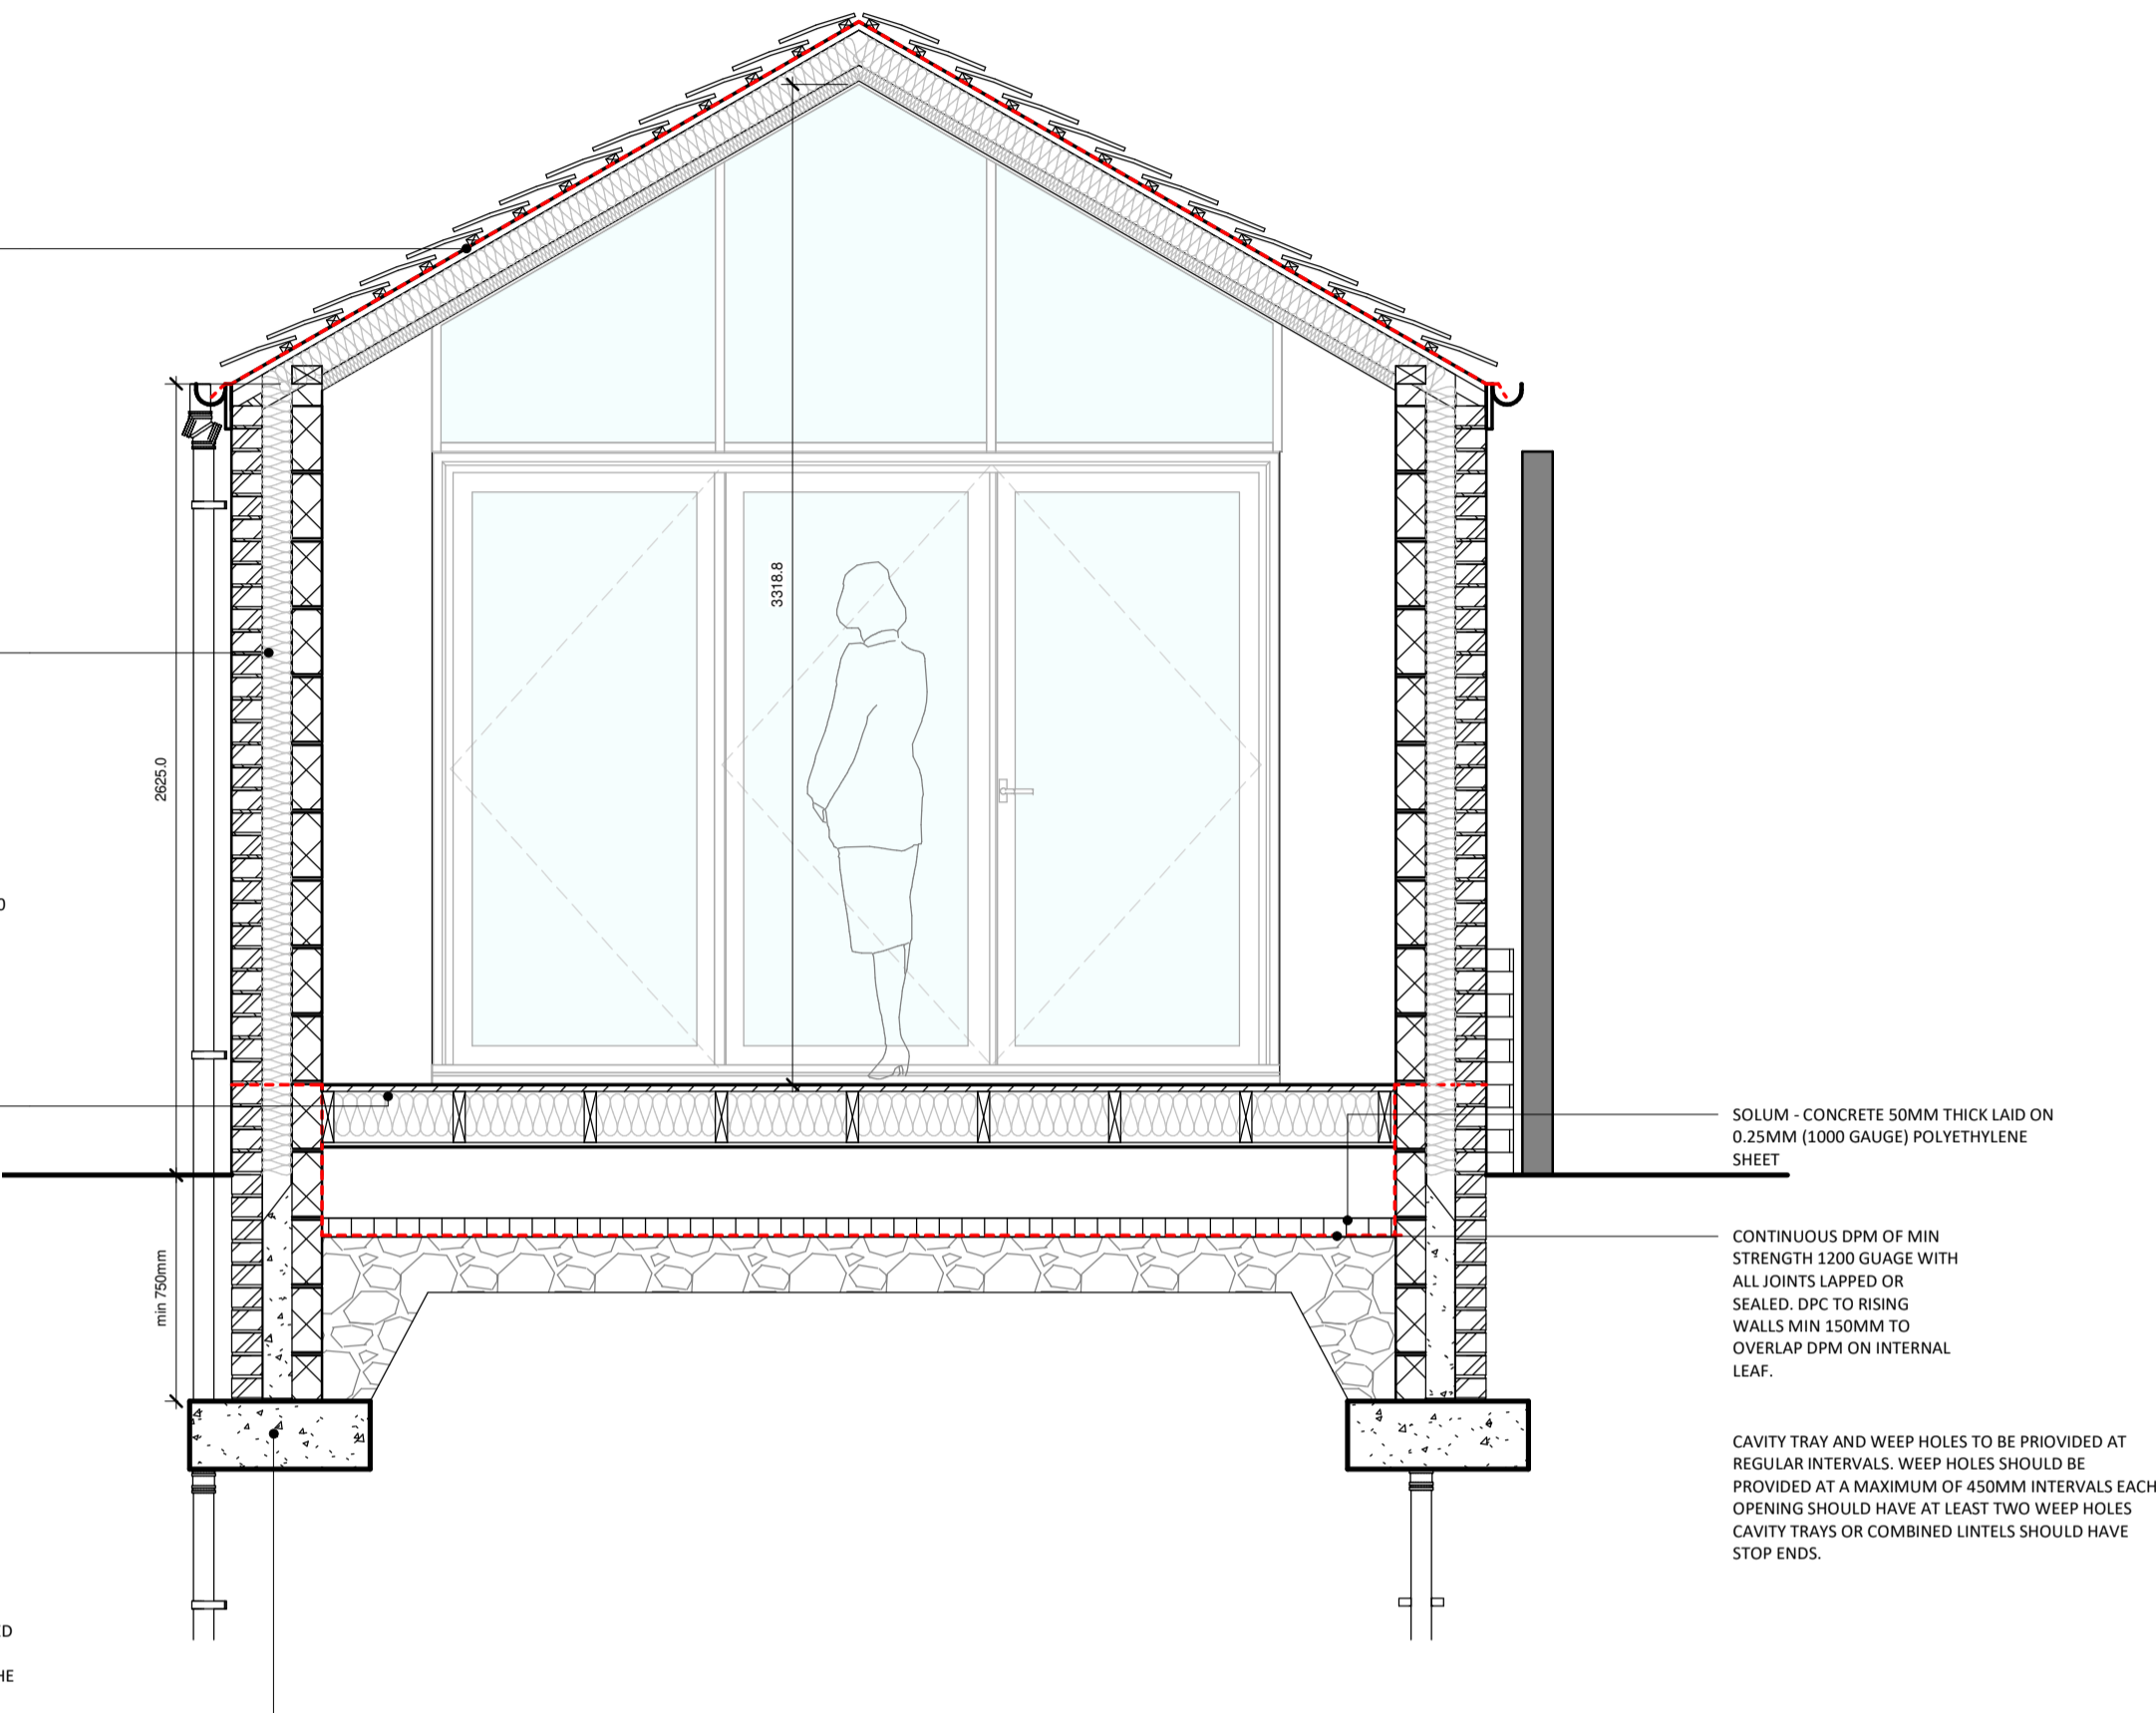 3318.8
2625.0
min 750mm
SOLUM - CONCRETE 50MM THICK LAID ON
0.25MM (1000 GAUGE) POLYETHYLENE
SHEET
CONTINUOUS DPM OF MIN
STRENGTH 1200 GUAGE WITH
ALL JOINTS LAPPED OR
SEALED. DPC TO RISING
WALLS MIN 150MM TO
OVERLAP DPM ON INTERNAL
LEAF.
CAVITY TRAY AND WEEP HOLES TO BE PRIOVIDED AT
REGULAR INTERVALS. WEEP HOLES SHOULD BE
PROVIDED AT A MAXIMUM OF 450MM INTERVALS EACH
OPENING SHOULD HAVE AT LEAST TWO WEEP HOLES
CAVITY TRAYS OR COMBINED LINTELS SHOULD HAVE
STOP ENDS.